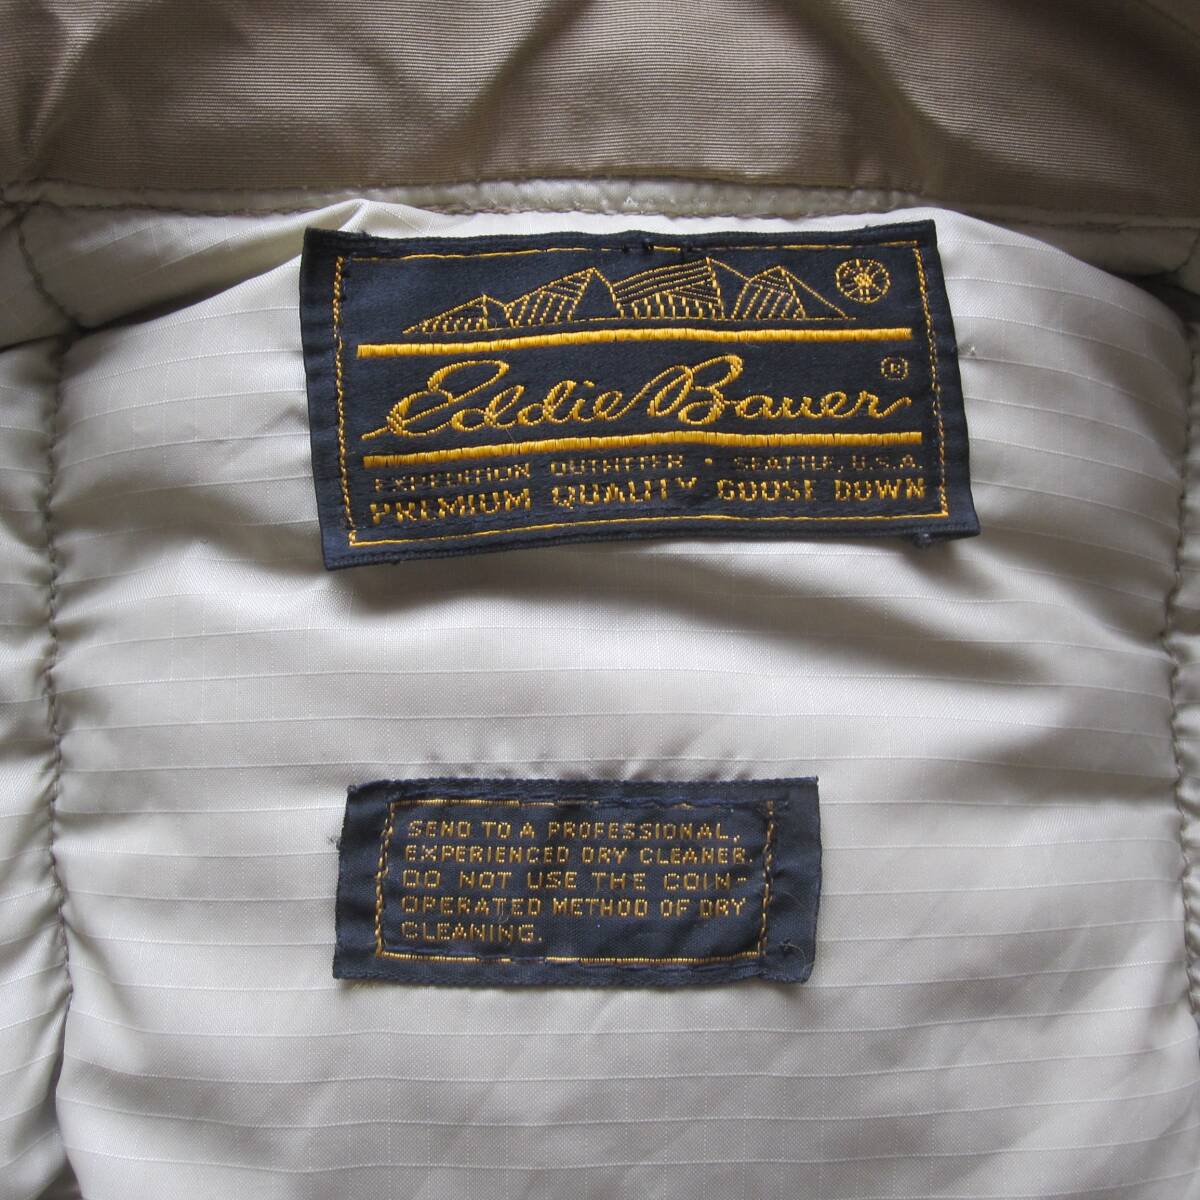 Eddie Bauer ®
EXPEDITION OUTFITTER • SEATTLE, U.S.A.
PREMIUM QUALITY GOOSE DOWN
SEND TO A PROFESSIONAL,
EXPERIENCED DRY CLEANER.
DO NOT USE THE COIN-
OPERATED METHOD OF DRY
CLEANING.